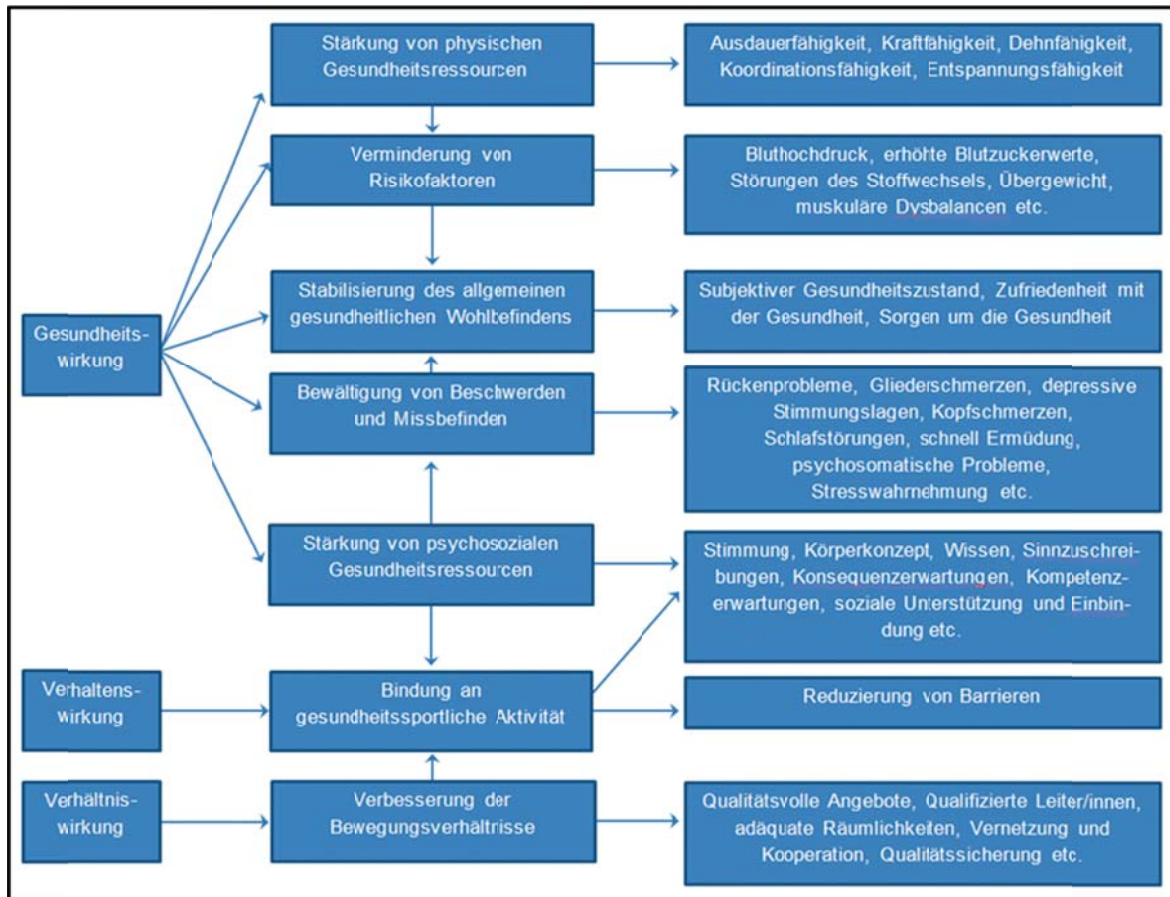 Stärkung von physischen
Gesundheitsressourcen
Ausdauerfähigkeit, Kraftfähigkeit, Dehnfähigkeit,
Koordinationsfähigkeit, Entspannungsfähigkeit
Verminderung von
Risikofaktoren
Bluthochdruck, erhöhte Blutzuckerwerte,
Störungen des Stoffwechsels, Übergewicht,
muskuläre Dysbalancen etc.
Gesundheits-
wirkung
Stabilisierung des allgemeinen
gesundheitlichen Wohlbefindens
Subjektiver Gesundheitszustand, Zufriedenheit mit
der Gesundheit, Sorgen um die Gesundheit
Bewältigung von Beschwerden
und Missbefinden
Rückenprobleme, Gliederschmerzen, depressive
Stimmungslagen, Kopfschmerzen,
Schlafstörungen, schnell Ermüdung,
psychosomatische Probleme,
Stresswahrnehmung etc.
Stärkung von psychosozialen
Gesundheitsressourcen
Stimmung, Körperkonzept, Wissen, Sinnzuschrei-
bungen, Konsequenzerwartungen, Kompetenz-
erwartungen, soziale Unterstützung und Einbin-
dung etc.
Verhaltens-
wirkung
Bindung an
gesundheitssportliche Aktivität
Reduzierung von Barrieren
Verhältnis-
wirkung
Verbesserung der
Bewegungsverhältnisse
Qualitätsvolle Angebote, Qualifizierte Leiter/innen,
adäquate Räumlichkeiten, Vernetzung und
Kooperation, Qualitätssicherung etc.